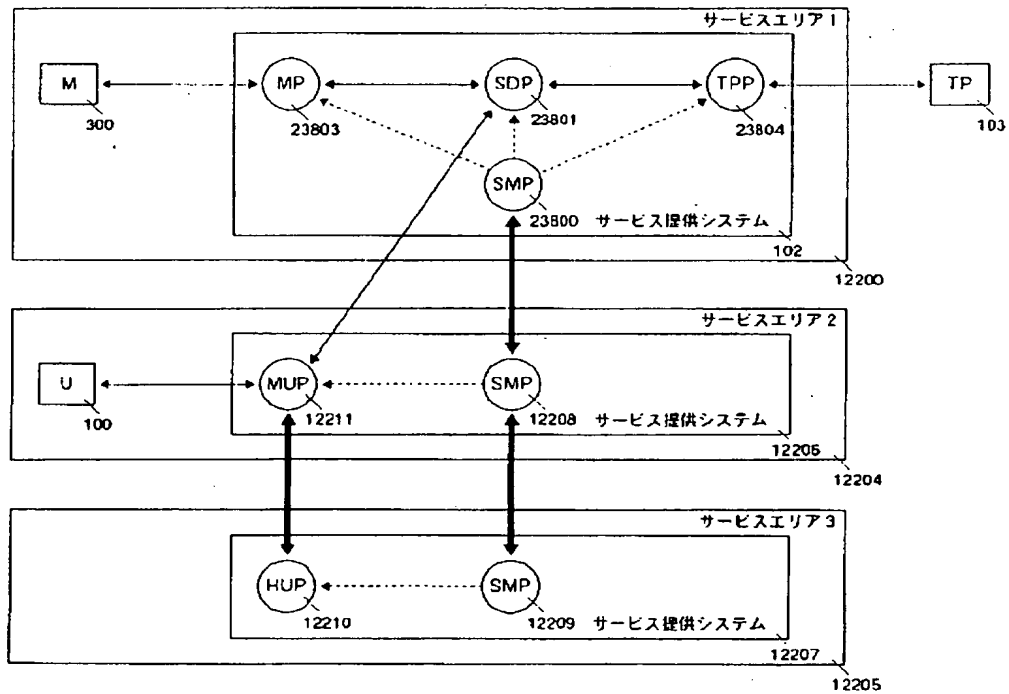 サービスエリア1
M
300
MP
23803
SDP
23801
TPP
23804
TP
103
SMP
23800
サービス提供システム
102
12200
サービスエリア2
U
100
MUP
12211
SMP
12208
サービス提供システム
12206
12204
サービスエリア3
HUP
12210
SMP
12209
サービス提供システム
12207
12205